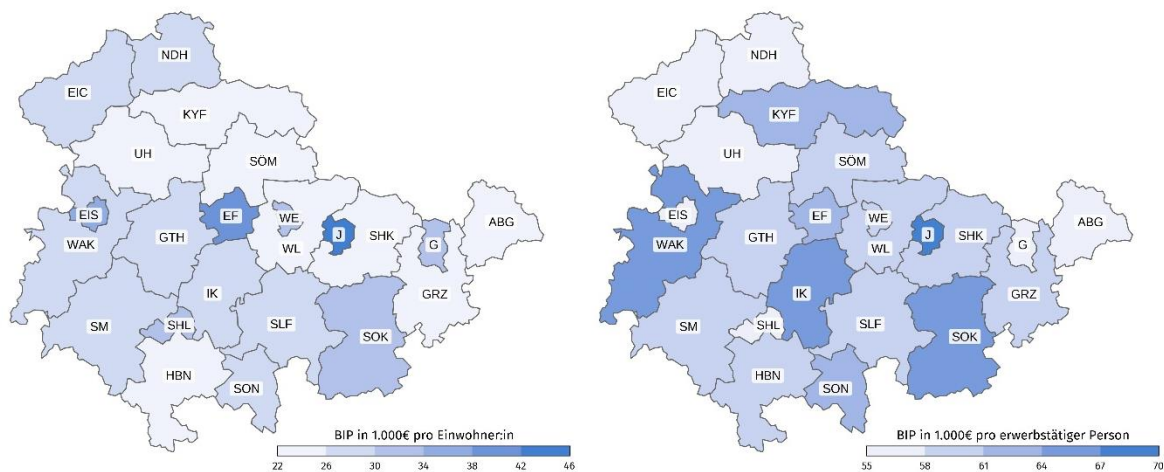 NDH
EIC
KYF
UH
SÖM
EIS
EF
WE
ABG
WAK
GTH
WL
J
SHK
G
IK
GRZ
SM
SHL
SLF
SOK
HBN
SON
BIP in 1.000€ pro Einwohner:in
22 26 30 34 38 42 46
NDH
EIC
KYF
UH
SÖM
EIS
EF
WE
ABG
WAK
GTH
WL
J
SHK
G
IK
GRZ
SM
SHL
SLF
SOK
HBN
SON
BIP in 1.000€ pro erwerbstätiger Person
55 58 61 64 67 70